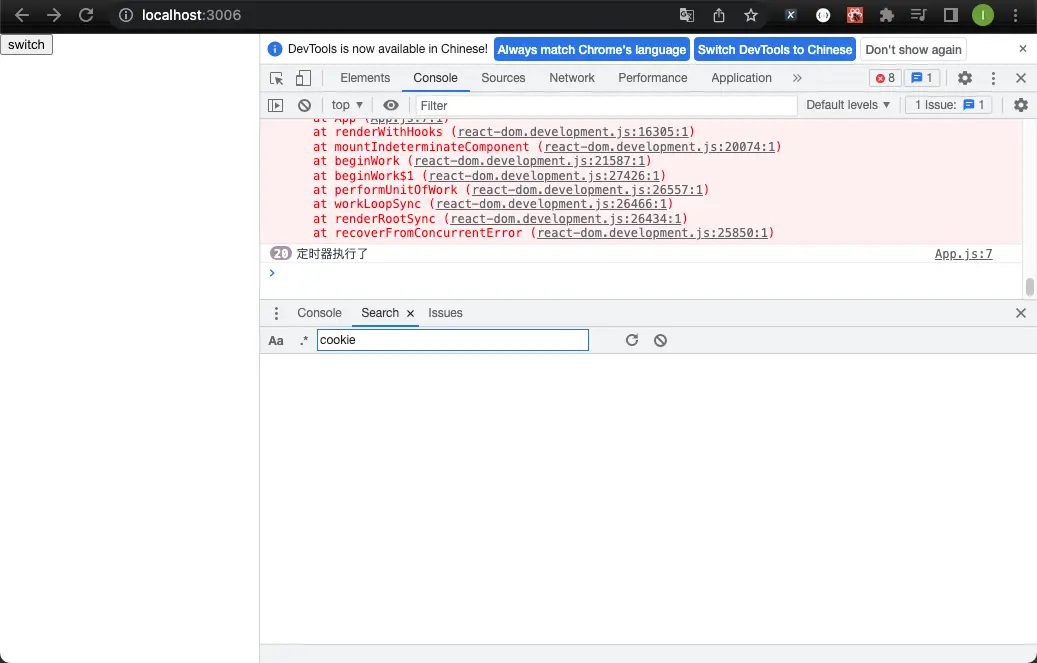 localhost:3006
switch
DevTools is now available in Chinese! Always match Chrome's language Switch DevTools to Chinese Don't show again
Elements Console Sources Network Performance Application 8 1
top Filter Default levels 1 Issue: 1
at App (App.js:7:1)
at renderWithHooks (react-dom.development.js:16305:1)
at mountIndeterminateComponent (react-dom.development.js:20074:1)
at beginWork (react-dom.development.js:21587:1)
at beginWork$1 (react-dom.development.js:27426:1)
at performUnitOfWork (react-dom.development.js:26557:1)
at workLoopSync (react-dom.development.js:26466:1)
at renderRootSync (react-dom.development.js:26434:1)
at recoverFromConcurrentError (react-dom.development.js:25850:1)
20 定时器执行了 App.js:7
Console Search Issues
Aa .* cookie